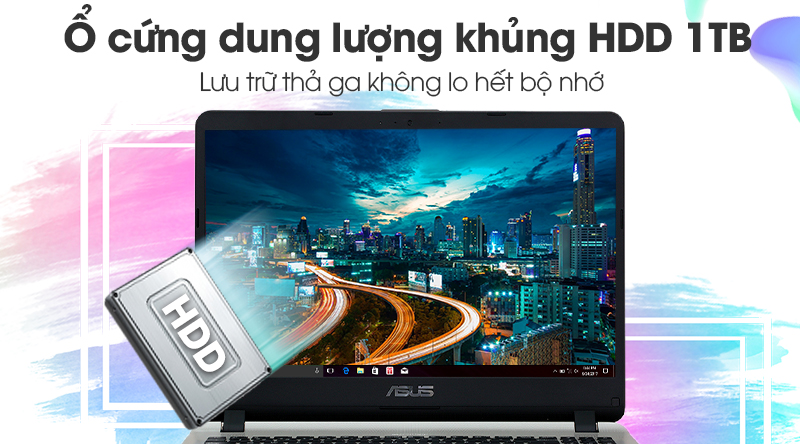 Ổ cứng dung lượng khủng HDD 1TB
Lưu trữ thả ga không lo hết bộ nhớ
HDD
ASUS